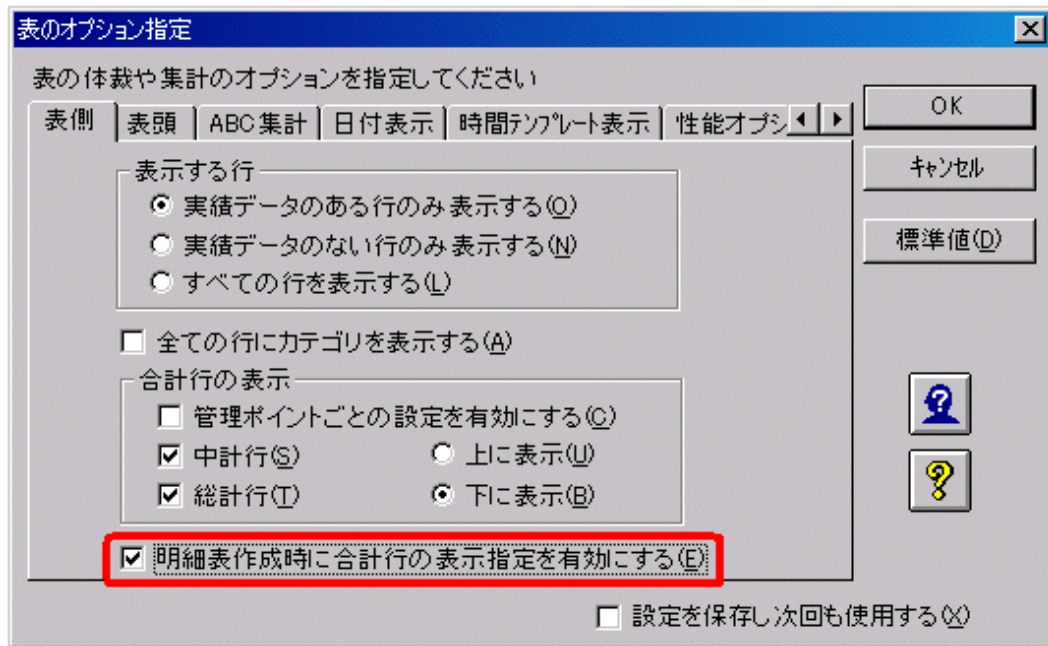 表のオプション指定
表の体裁や集計のオプションを指定してください
表側 表頭 ABC集計 日付表示 時間テンプレート表示 性能オプシ
OK
キャンセル
標準値(D)
表示する行
実績データのある行のみ表示する(O)
実績データのない行のみ表示する(N)
すべての行を表示する(L)
全ての行にカテゴリを表示する(A)
合計行の表示
管理ポイントごとの設定を有効にする(C)
中計行(S) 上に表示(U)
総計行(T) 下に表示(B)
明細表作成時に合計行の表示指定を有効にする(E)
設定を保存し次回も使用する(X)